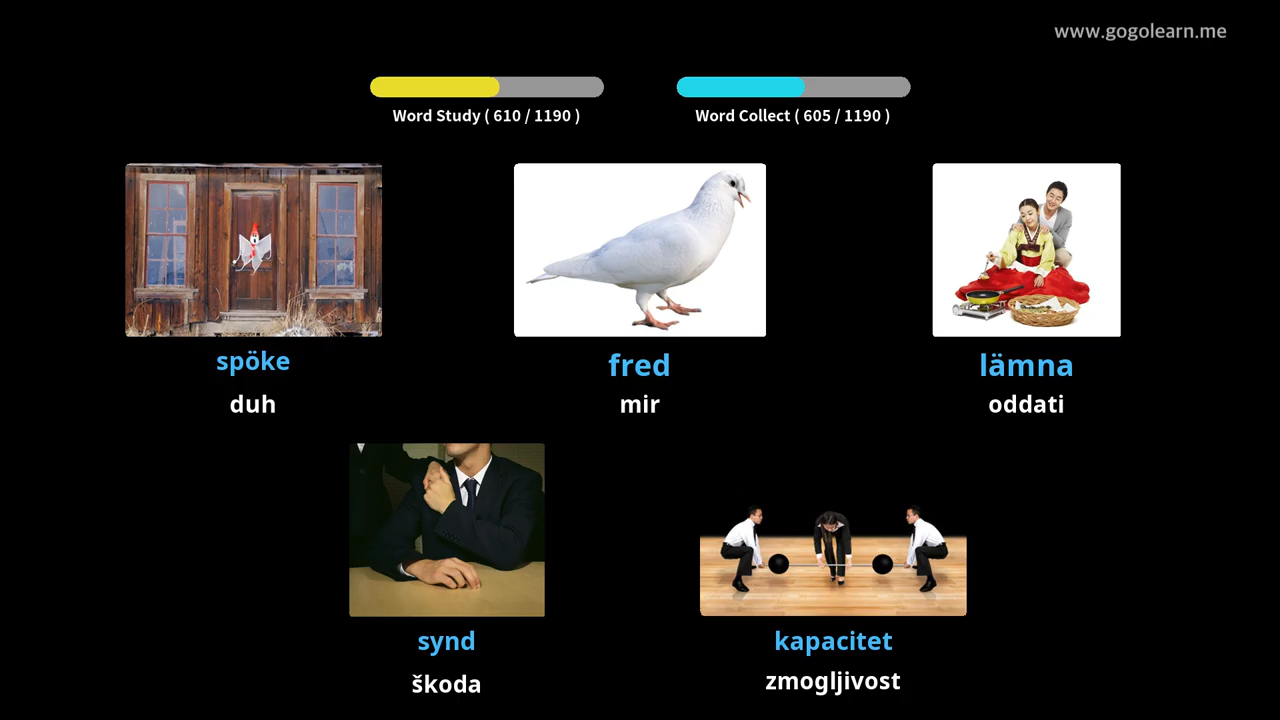 www.gogolearn.me
Word Study ( 610 / 1190 )
Word Collect ( 605 / 1190 )
spöke
fred
lämna
duh
mir
oddati
synd
kapacitet
škoda
zmogljivost